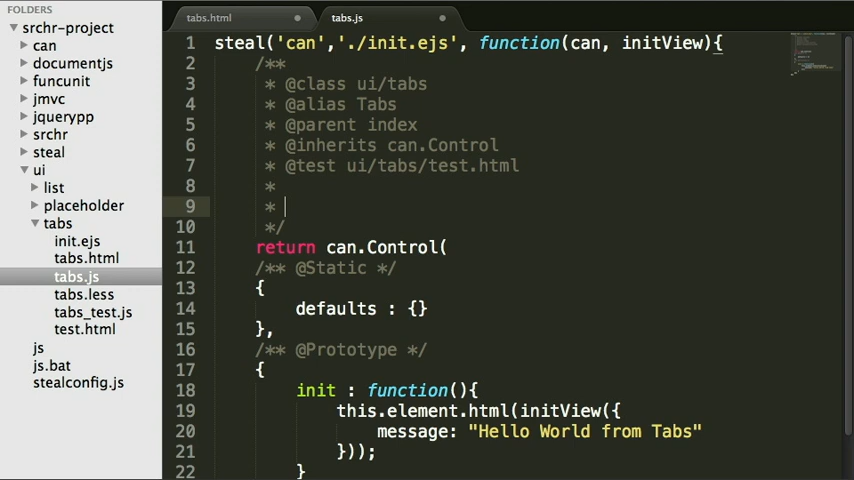 FOLDERS
srchr-project
can
documentjs
funcunit
jmvc
jquerypp
srchr
steal
ui
list
placeholder
tabs
init.ejs
tabs.html
tabs.js
tabs.less
tabs_test.js
test.html
js
js.bat
stealconfig.js
tabs.html
tabs.js
1 steal('can','./init.ejs', function(can, initView){
2 /**
3 * @class ui/tabs
4 * @alias Tabs
5 * @parent index
6 * @inherits can.Control
7 * @test ui/tabs/test.html
8 *
9 *
10 */
11 return can.Control(
12 /** @Static */
13 {
14 defaults : {}
15 },
16 /** @Prototype */
17 {
18 init : function(){
19 this.element.html(initView({
20 message: "Hello World from Tabs"
21 }));
22 }